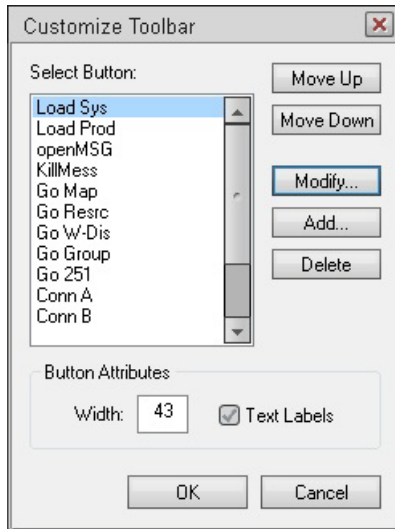 Customize Toolbar
Select Button:
Load Sys
Load Prod
openMSG
KillMess
Go Map
Go Resrc
Go W-Dis
Go Group
Go 251
Conn A
Conn B
Move Up
Move Down
Modify...
Add...
Delete
Button Attributes
Width: 43 Text Labels
OK Cancel